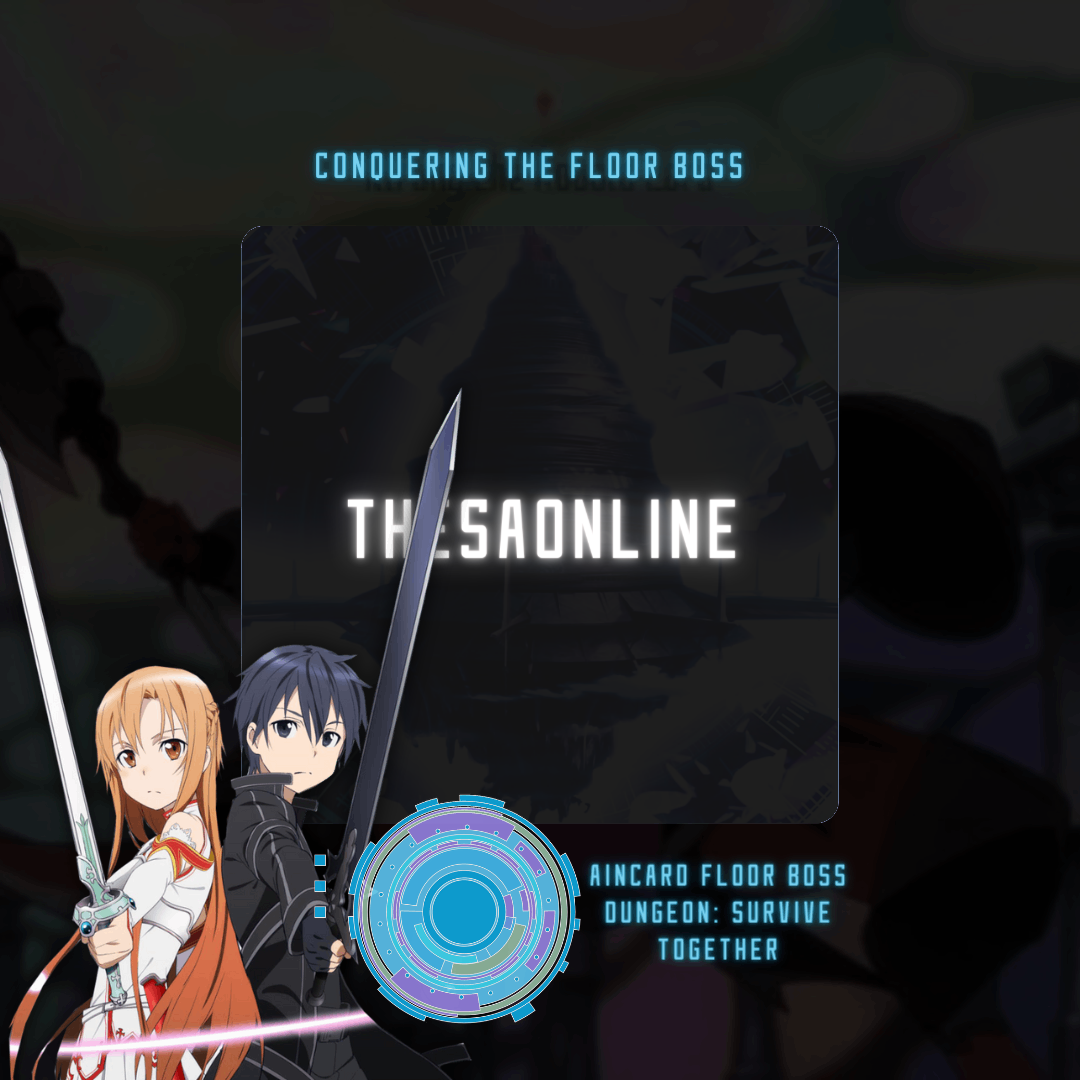 CONQUERING THE FLOOR BOSS
THESAONLINE
AINCARD FLOOR BOSS
DUNGEON: SURVIVE
TOGETHER